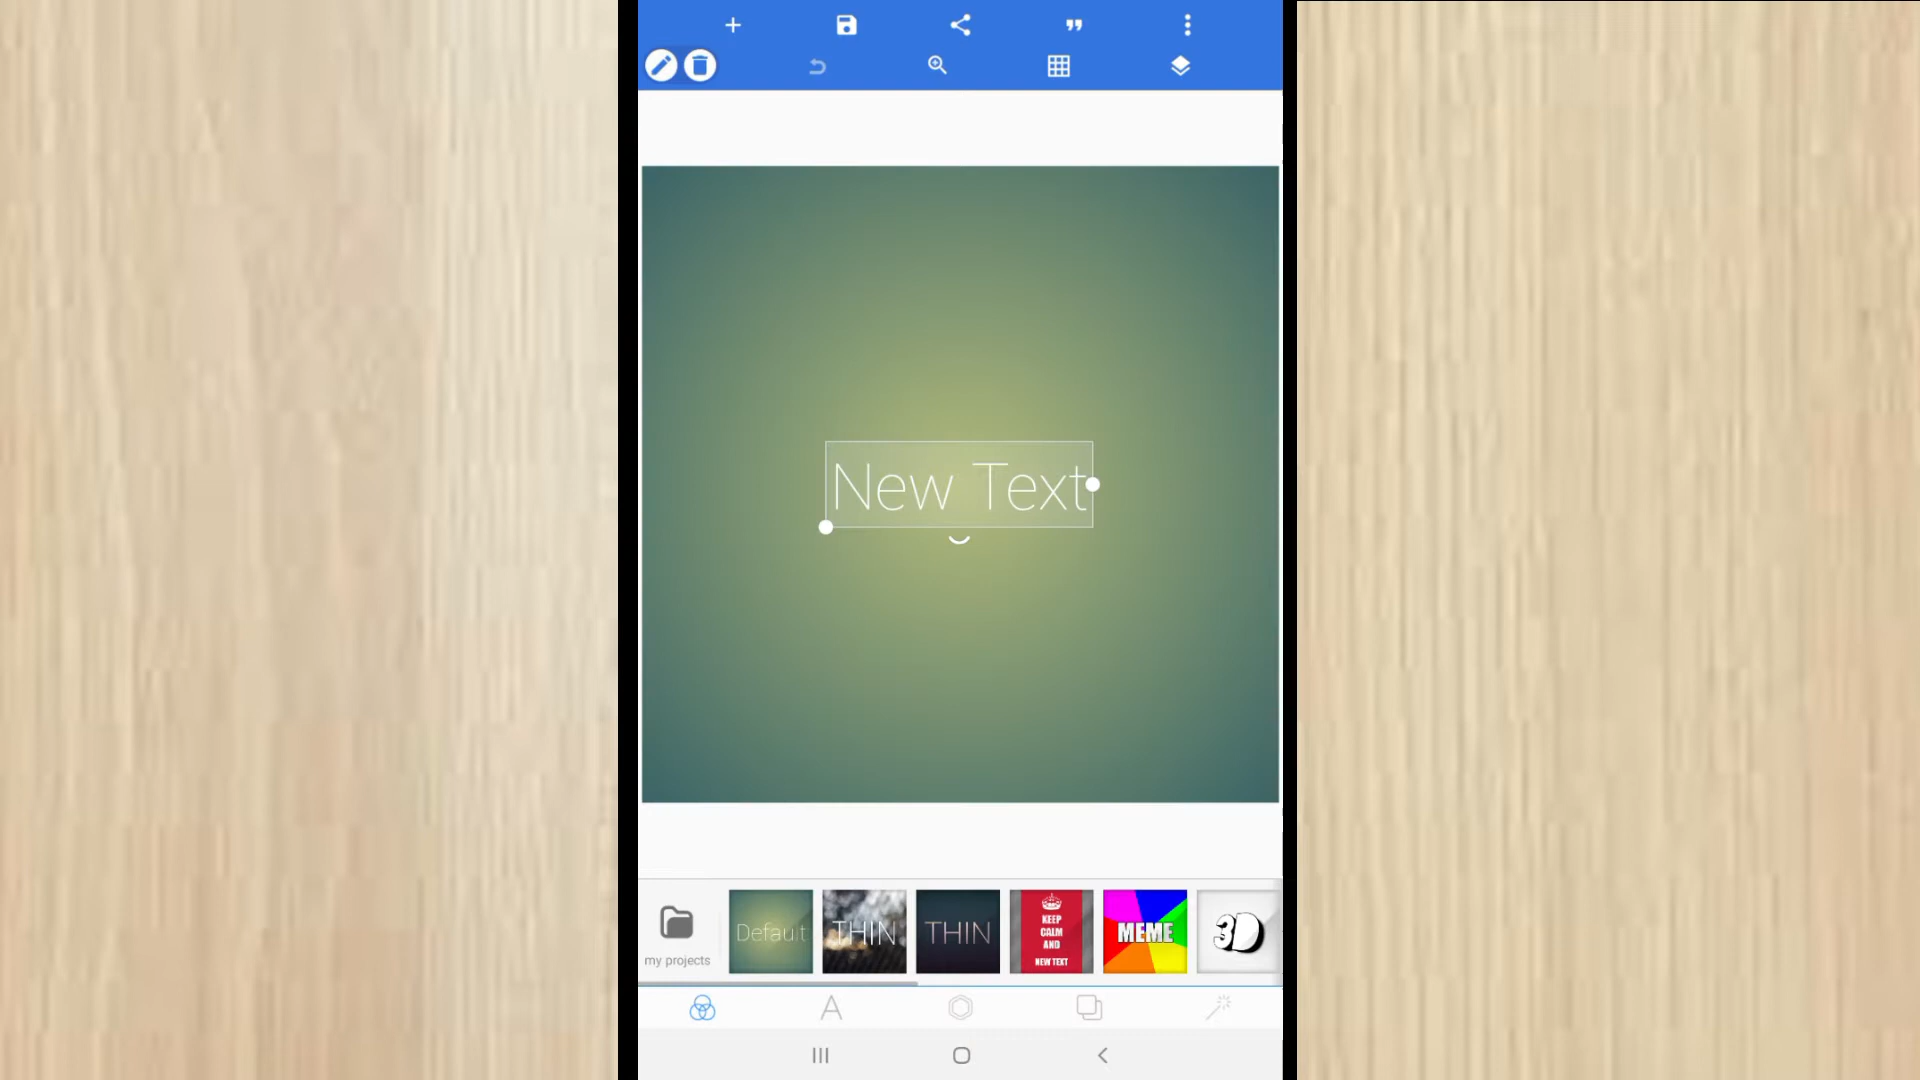 New Text
my projects
Default
THIN
THIN
KEEP
CALM
AND
NEW TEXT
MEME
3D